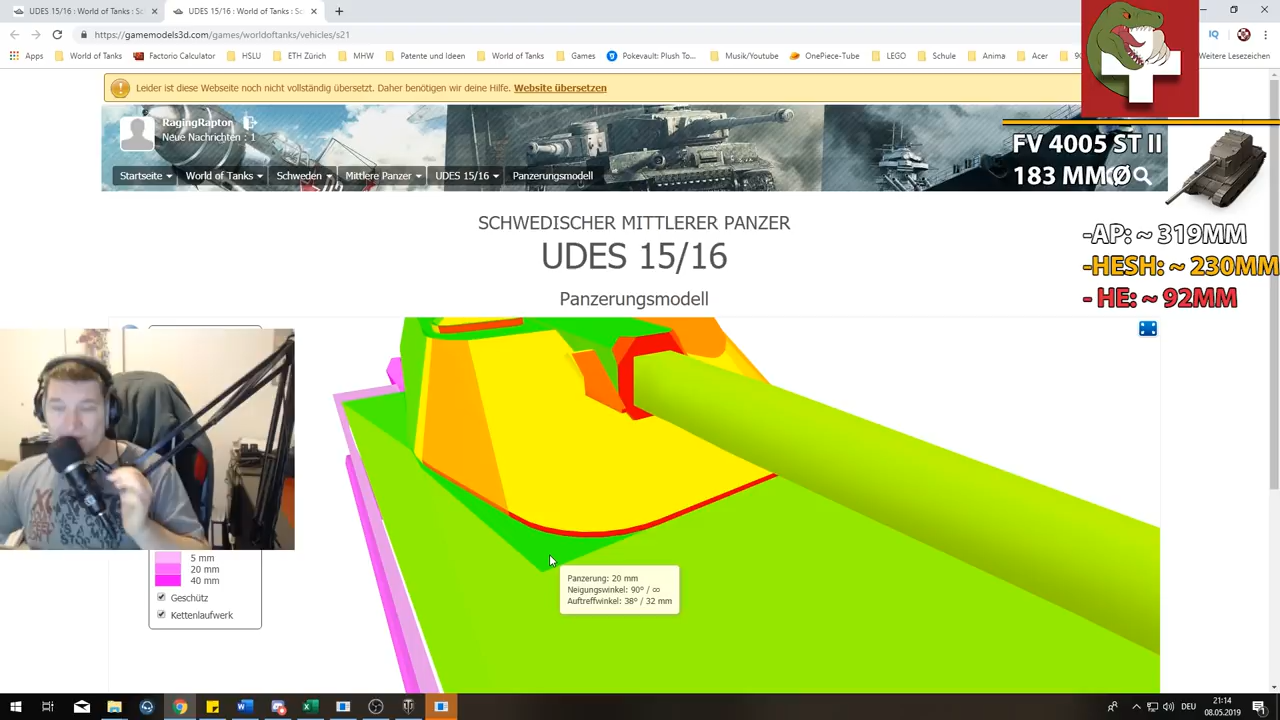 UDES 15/16 : World of Tanks : Sc
UDES 15/16 : World of Tanks : Sc
https://gamemodels3d.com/games/worldoftanks/vehicles/s21
IQ
Apps
World of Tanks
Factorio Calculator
HSLU
ETH Zürich
MHW
Patente und Ideen
World of Tanks
Games
Pokevault: Plush To...
Musik/Youtube
OnePiece-Tube
LEGO
Schule
Anima
Acer
Weitere Lesezeichen
Leider ist diese Webseite noch nicht vollständig übersetzt. Daher benötigen wir deine Hilfe. Website übersetzen
RagingRaptor
Neue Nachrichten : 1
Startseite
World of Tanks
Schweden
Mittlere Panzer
UDES 15/16
Panzerungsmodell
FV 4005 ST II
183 MM Ø
-AP: ~ 319MM
-HESH: ~ 230MM
- HE: ~ 92MM
SCHWEDISCHER MITTLERER PANZER
UDES 15/16
Panzerungsmodell
5 mm
20 mm
40 mm
Geschütz
Kettenlaufwerk
Panzerung: 20 mm
Neigungswinkel: 90° / ∞
Auftreffwinkel: 38° / 32 mm
DEU
21:14
08.05.2019